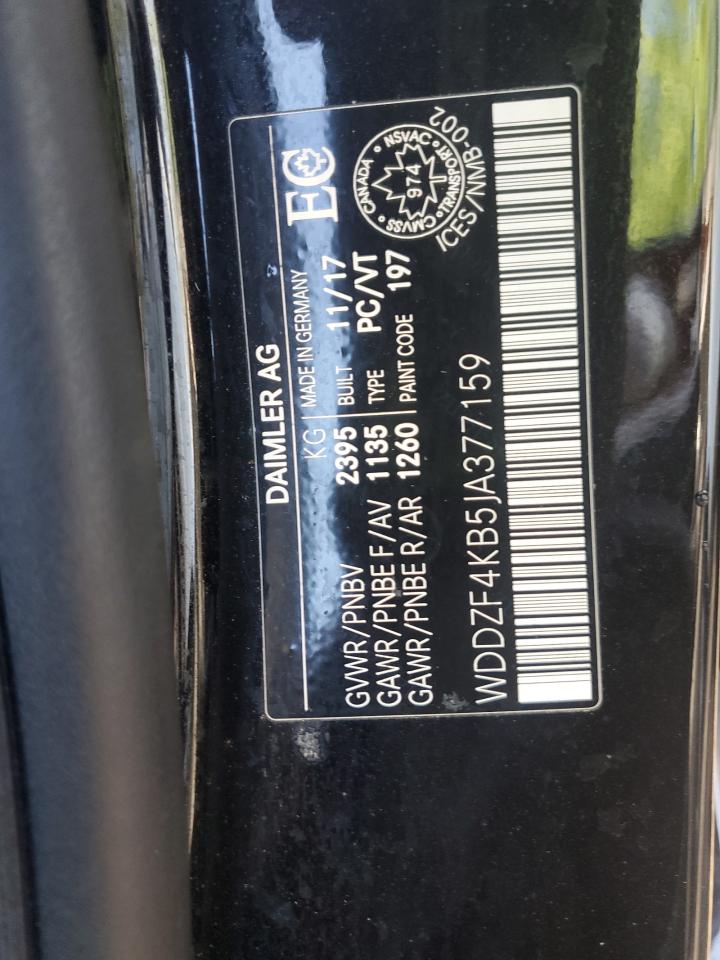 DAIMLER AG
KG MADE IN GERMANY
GVWR/PNBV 2395 BUILT 11/17
GAWR/PNBE F/AV 1135 TYPE PC/VT
GAWR/PNBE R/AR 1260 PAINT CODE 197
EC
CANADA • NSVAC • TRANSPORT • CMVSS •
974
ICES/NMB-002
WDDZF4KB5JA377159